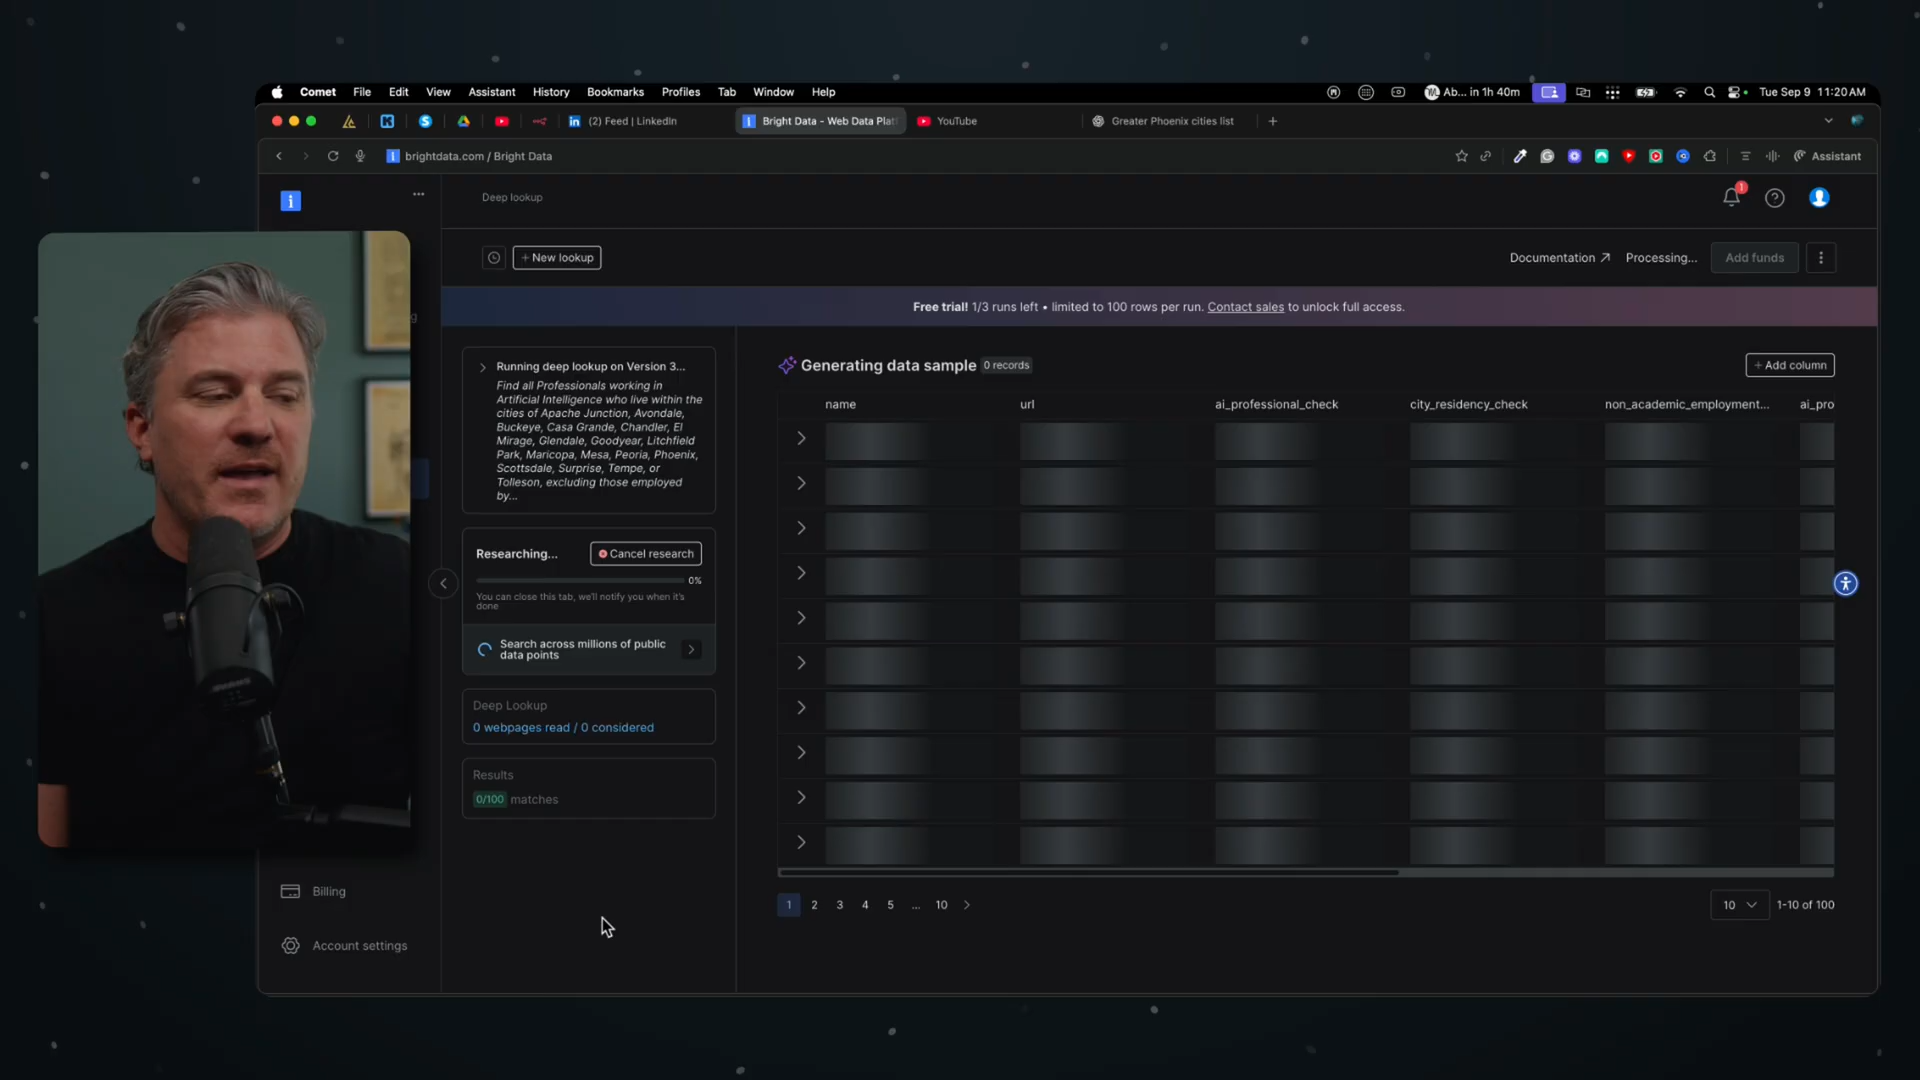 Comet File Edit View Assistant History Bookmarks Profiles Tab Window Help
Ab... in 1h 40m Tue Sep 9 11:20 AM
(2) Feed | LinkedIn
Bright Data - Web Data Plat
YouTube
Greater Phoenix cities list
brightdata.com / Bright Data
Assistant
Deep lookup
1
+ New lookup
Documentation Processing... Add funds
Free trial! 1/3 runs left • limited to 100 rows per run. Contact sales to unlock full access.
Running deep lookup on Version 3...
Find all Professionals working in
Artificial Intelligence who live within the
cities of Apache Junction, Avondale,
Buckeye, Casa Grande, Chandler, El
Mirage, Glendale, Goodyear, Litchfield
Park, Maricopa, Mesa, Peoria, Phoenix,
Scottsdale, Surprise, Tempe, or
Tolleson, excluding those employed
by...
Researching...
Cancel research
0%
You can close this tab, we'll notify you when it's
done
Search across millions of public
data points
Deep Lookup
0 webpages read / 0 considered
Results
0/100 matches
Generating data sample 0 records
+ Add column
name url ai_professional_check city_residency_check non_academic_employment... ai_pro
1 2 3 4 5 ... 10
10 1-10 of 100
Billing
Account settings